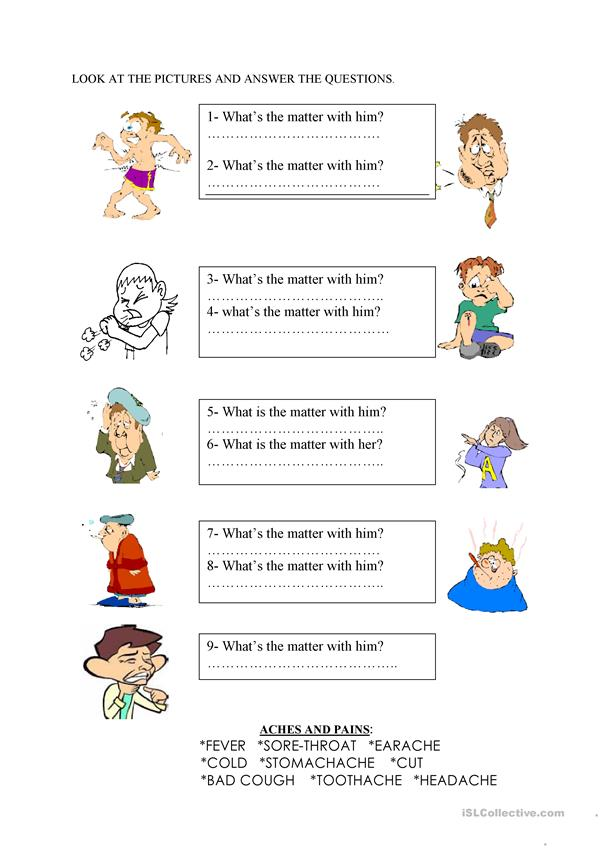 LOOK AT THE PICTURES AND ANSWER THE QUESTIONS.
1- What's the matter with him?
……………………………….
2- What's the matter with him?
……………………………….
3- What's the matter with him?
………………………………..
4- what's the matter with him?
…………………………………
5- What is the matter with him?
………………………………..
6- What is the matter with her?
………………………………..
7- What's the matter with him?
……………………………….
8- What's the matter with him?
………………………………..
9- What's the matter with him?
…………………………………..
A
ACHES AND PAINS:
*FEVER *SORE-THROAT *EARACHE
*COLD *STOMACHACHE *CUT
*BAD COUGH *TOOTHACHE *HEADACHE
iSLCollective.com